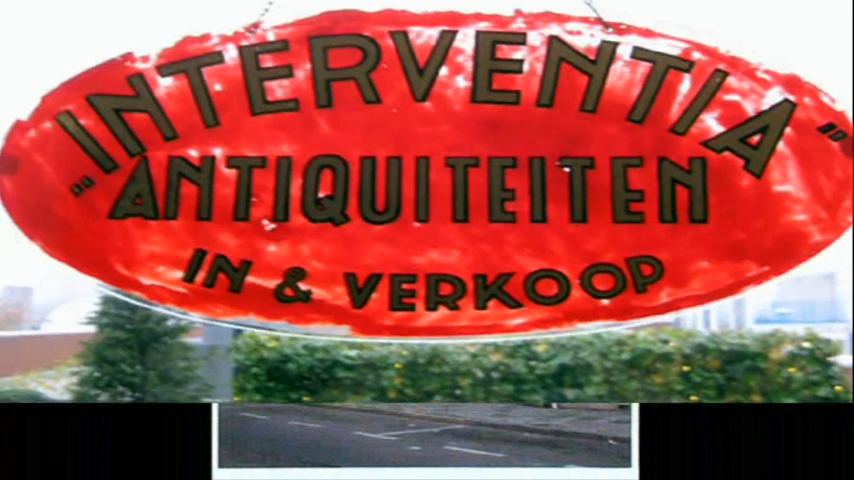 "INTERVENTIA"
ANTIQUITEITEN
IN & VERKOOP